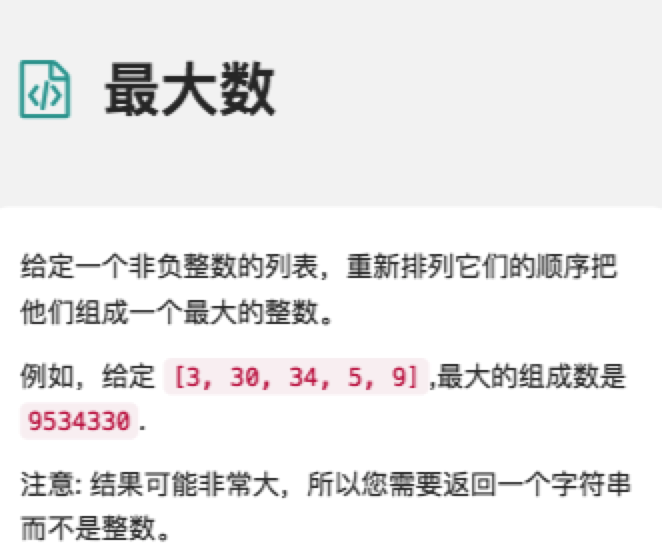 最大数
给定一个非负整数的列表，重新排列它们的顺序把
他们组成一个最大的整数。
例如，给定 [3, 30, 34, 5, 9],最大的组成数是
9534330.
注意: 结果可能非常大，所以您需要返回一个字符串
而不是整数。